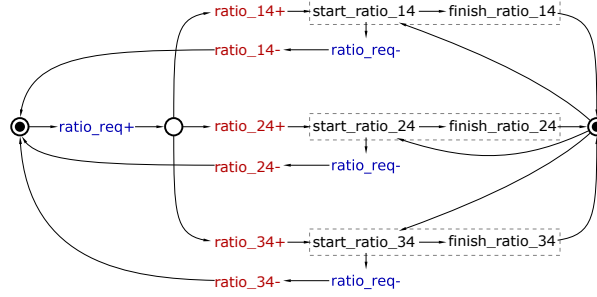 ratio_14+ start_ratio_14 finish_ratio_14
ratio_14- ratio_req-
ratio_req+ ratio_24+ start_ratio_24 finish_ratio_24
ratio_24- ratio_req-
ratio_34+ start_ratio_34 finish_ratio_34
ratio_34- ratio_req-